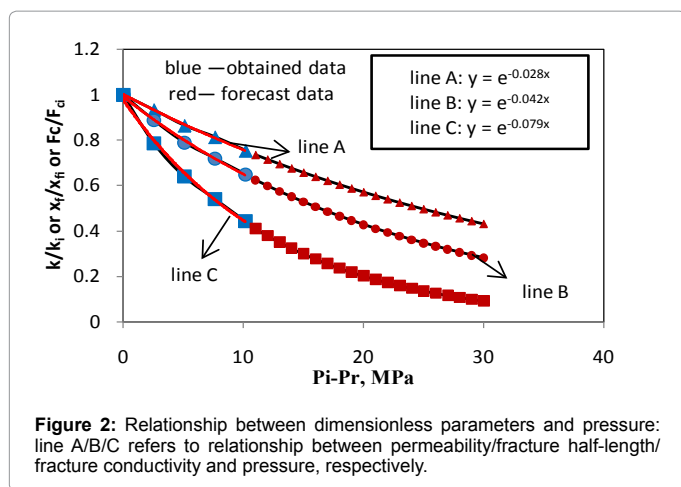 1.2
1
0.8
0.6
0.4
0.2
0
k/kᵢ or x_f/x_fi or Fc/F_ci
blue —obtained data
red— forecast data
line A: y = e^-0.028x
line B: y = e^-0.042x
line C: y = e^-0.079x
line A
line C
line B
0 10 20 30 40
Pi-Pr, MPa
Figure 2: Relationship between dimensionless parameters and pressure:
line A/B/C refers to relationship between permeability/fracture half-length/
fracture conductivity and pressure, respectively.